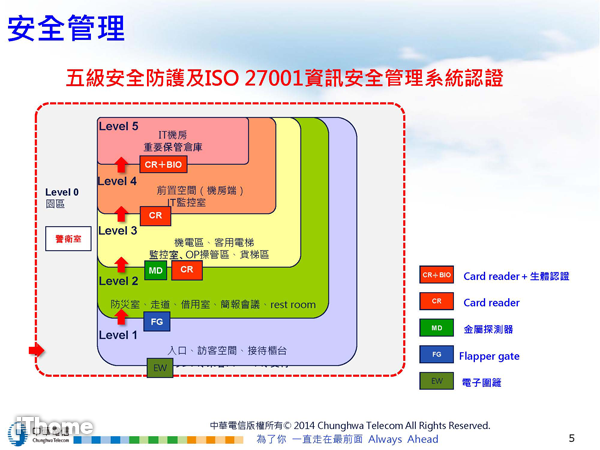 安全管理
五級安全防護及ISO 27001資訊安全管理系統認證
Level 5
IT機房
重要保管倉庫
CR+BIO
Level 4
前置空間(機房端)
IT監控室
CR
Level 0
園區
警衛室
Level 3
機電區、客用電梯
監控室、OP操管區、貨梯區
MD
CR
Level 2
防災室、走道、借用室、簡報會議、rest room
FG
Level 1
入口、訪客空間、接待櫃台
EW
CR+BIO Card reader+生體認證
CR Card reader
MD 金屬探測器
FG Flapper gate
EW 電子圍籬
iThome
中華電信
Chunghwa Telecom
中華電信版權所有© 2014 Chunghwa Telecom All Rights Reserved.
為了你 一直走在最前面 Always Ahead
5